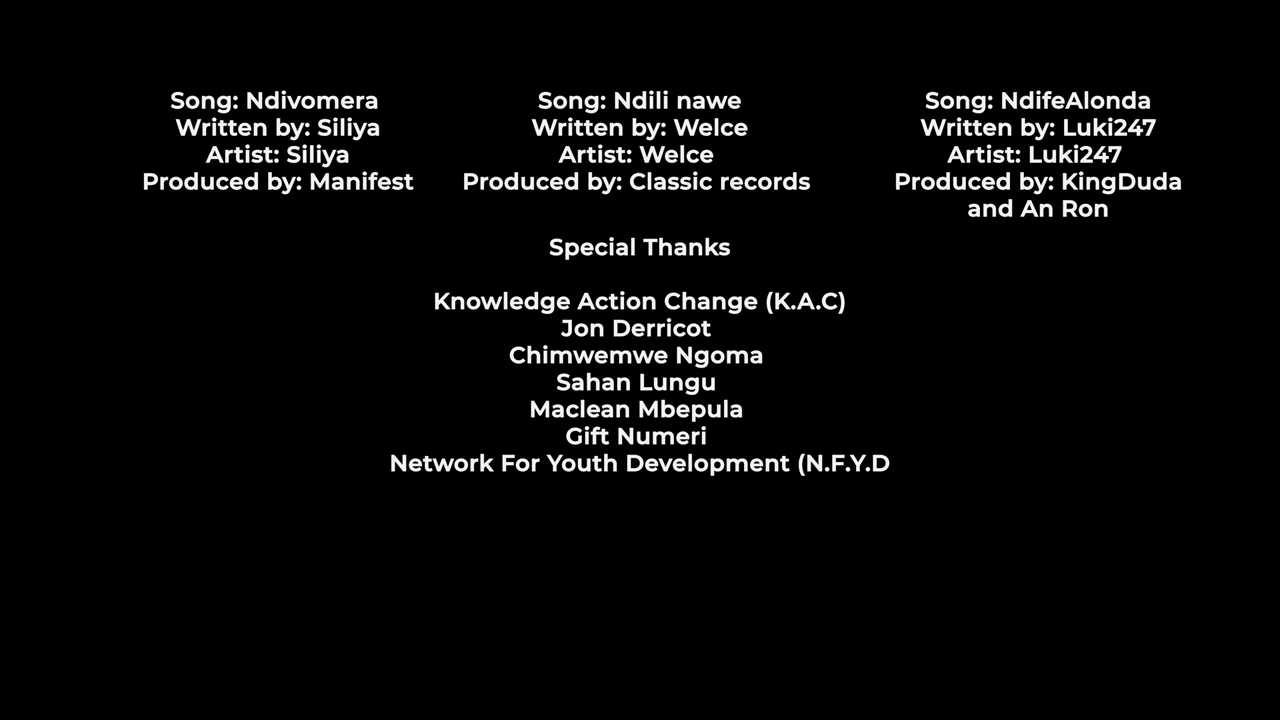 Song: Ndivomera
Written by: Siliya
Artist: Siliya
Produced by: Manifest
Song: Ndili nawe
Written by: Welce
Artist: Welce
Produced by: Classic records
Song: NdifeAlonda
Written by: Luki247
Artist: Luki247
Produced by: KingDuda
and An Ron
Special Thanks
Knowledge Action Change (K.A.C)
Jon Derricot
Chimwemwe Ngoma
Sahan Lungu
Maclean Mbepula
Gift Numeri
Network For Youth Development (N.F.Y.D